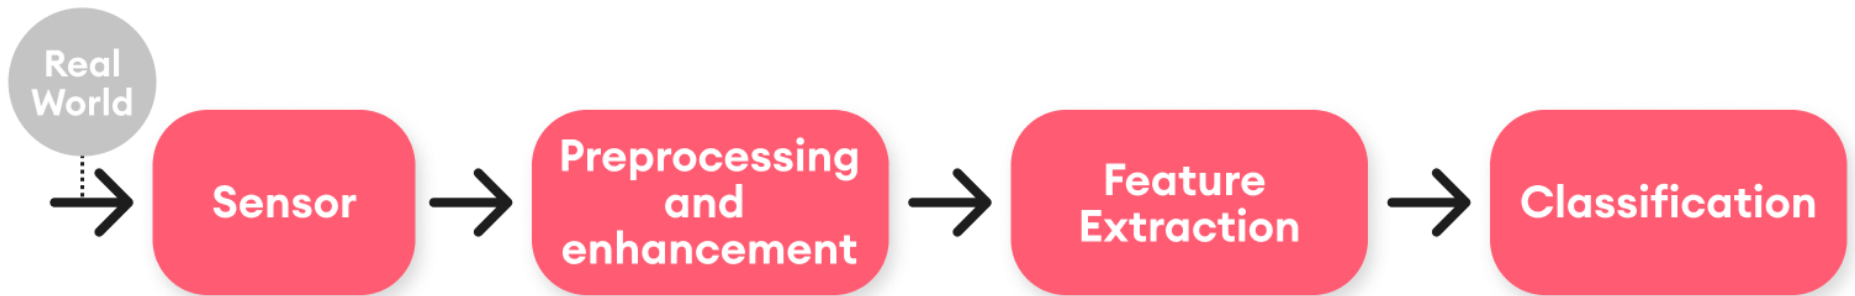 Real
World
Sensor
Preprocessing
and
enhancement
Feature
Extraction
Classification